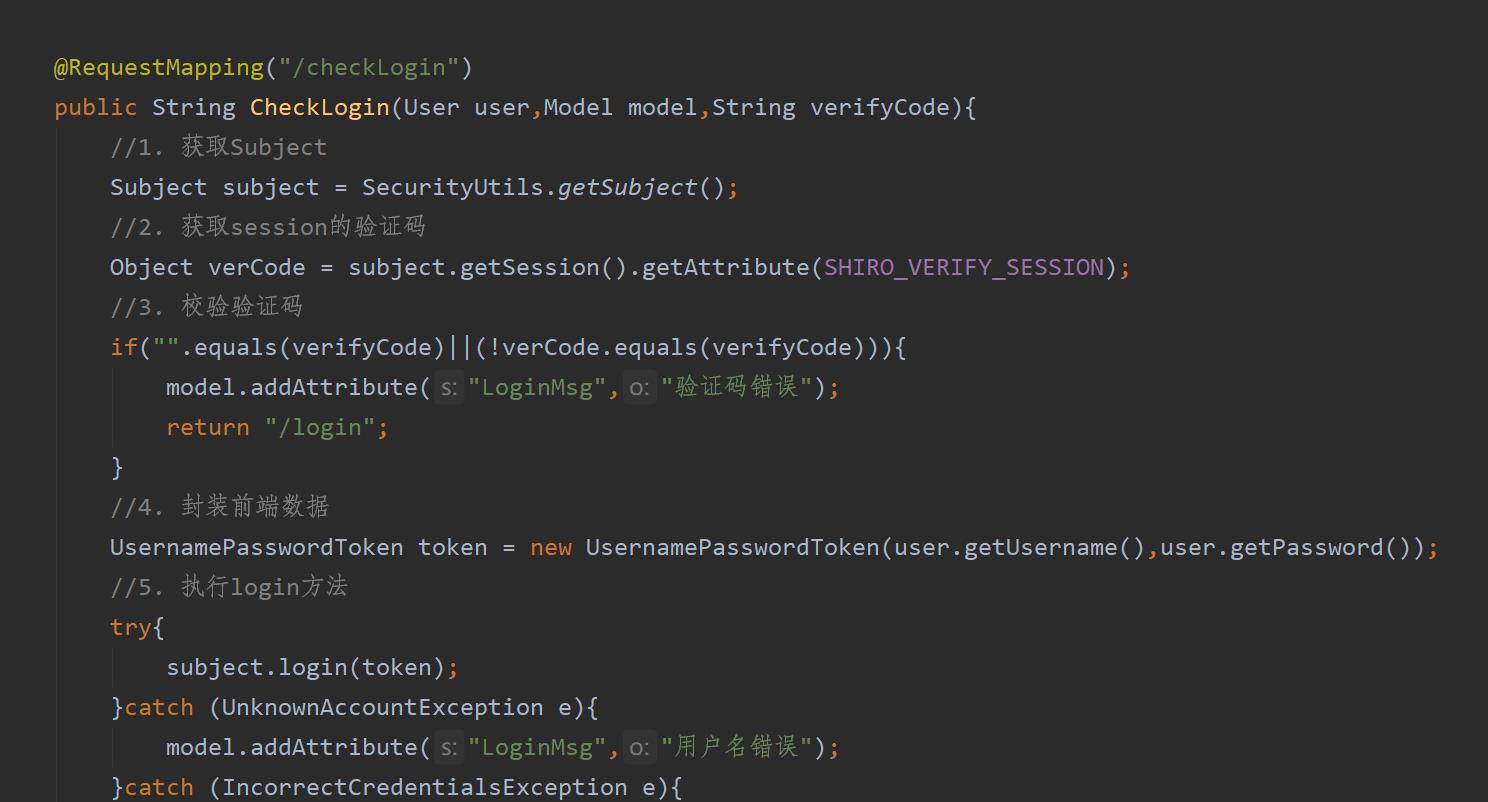 @RequestMapping("/checkLogin")
public String CheckLogin(User user,Model model,String verifyCode){
//1. 获取Subject
Subject subject = SecurityUtils.getSubject();
//2. 获取session的验证码
Object verCode = subject.getSession().getAttribute(SHIRO_VERIFY_SESSION);
//3. 校验验证码
if("".equals(verifyCode)||(!verCode.equals(verifyCode))){
model.addAttribute( s: "LoginMsg", o: "验证码错误");
return "/login";
}
//4. 封装前端数据
UsernamePasswordToken token = new UsernamePasswordToken(user.getUsername(),user.getPassword());
//5. 执行login方法
try{
subject.login(token);
}catch (UnknownAccountException e){
model.addAttribute( s: "LoginMsg", o: "用户名错误");
}catch (IncorrectCredentialsException e){